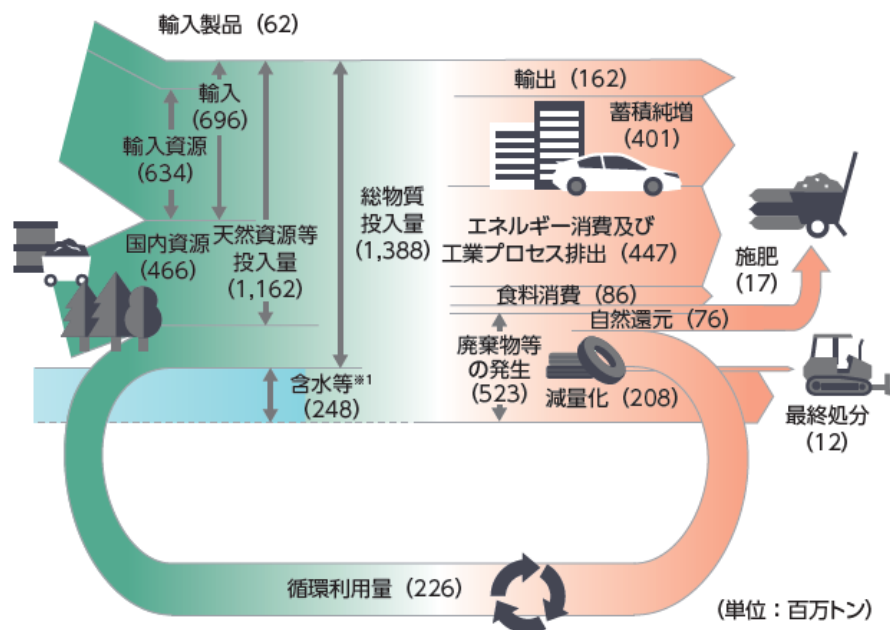 輸入製品（62）
輸入
（696）
輸入資源
（634）
国内資源
（466）
天然資源等
投入量
（1,162）
総物質
投入量
（1,388）
含水等※1
（248）
輸出（162）
蓄積純増
（401）
エネルギー消費及び
工業プロセス排出（447）
食料消費（86）
施肥
（17）
自然還元（76）
廃棄物等
の発生
（523）
減量化（208）
最終処分
（12）
循環利用量（226）
（単位：百万トン）